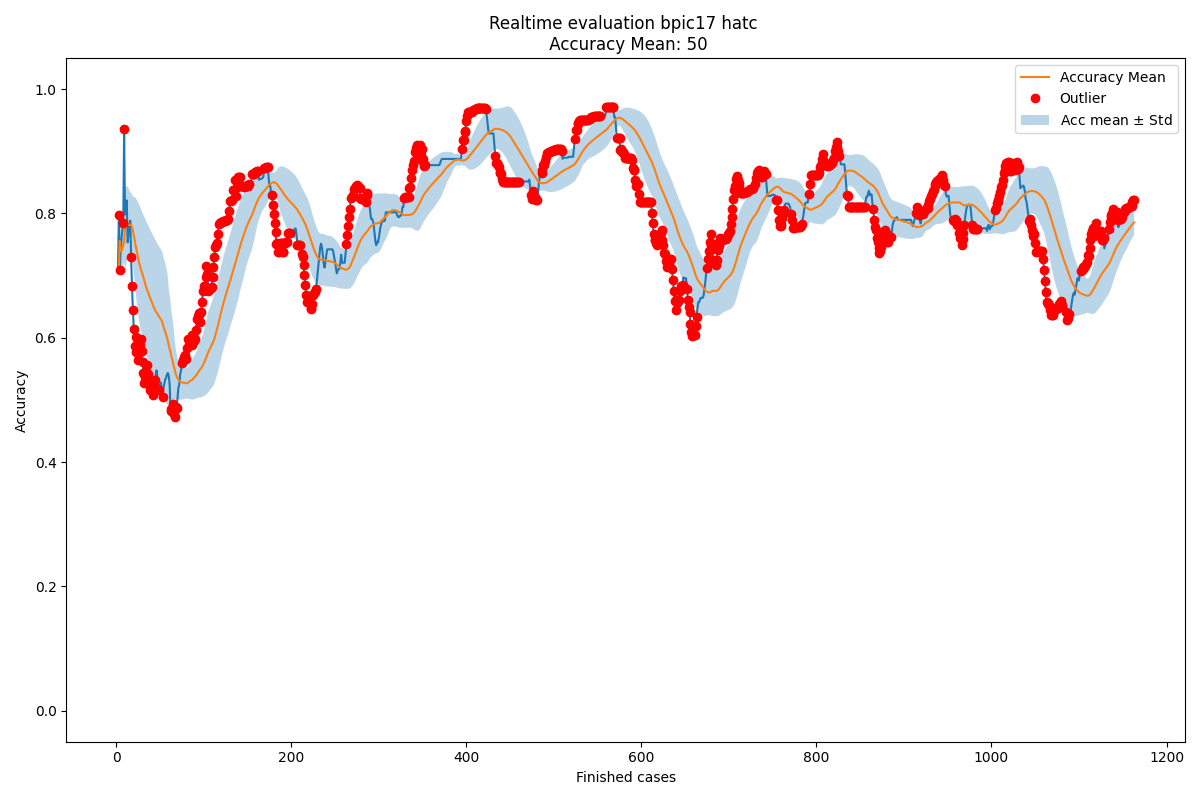 Realtime evaluation bpic17 hatc
Accuracy Mean: 50
Accuracy Mean
Outlier
Acc mean ± Std
1.0
0.8
0.6
0.4
0.2
0.0
Accuracy
0
200
400
600
800
1000
1200
Finished cases